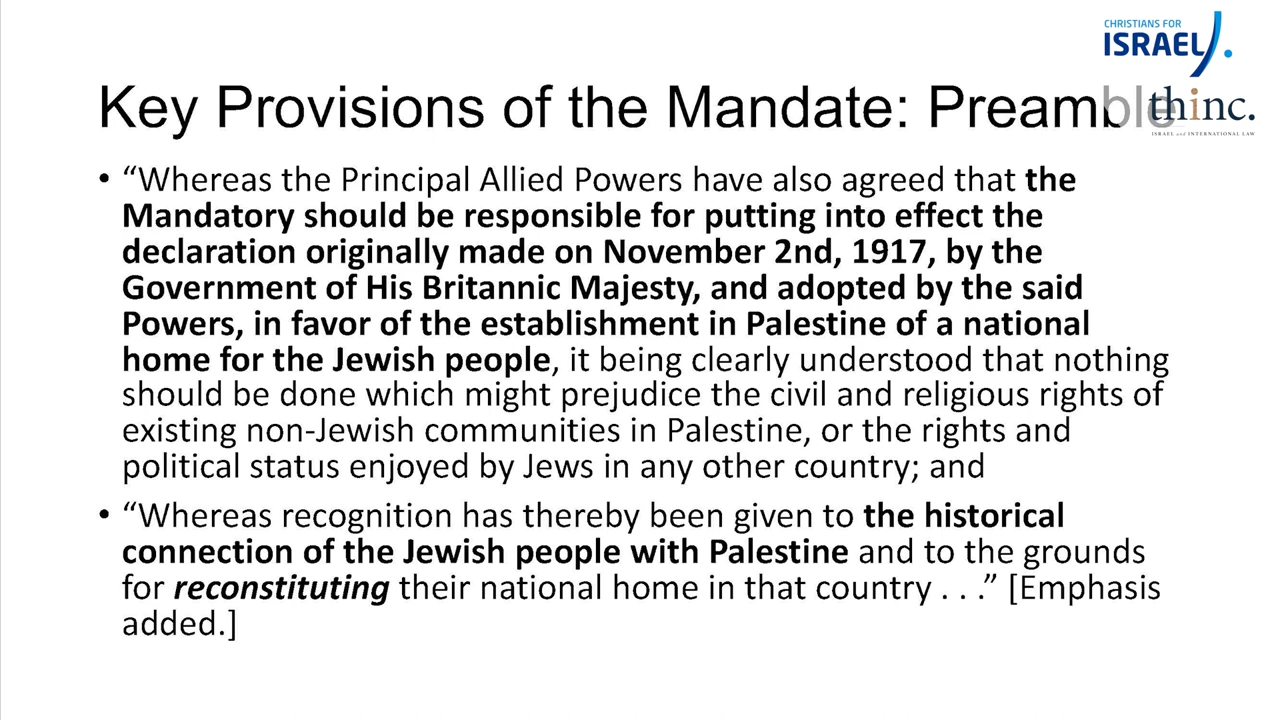 CHRISTIANS FOR
ISRAEL
Key Provisions of the Mandate: Preamble
thinc.
ISRAEL and INTERNATIONAL LAW
• “Whereas the Principal Allied Powers have also agreed that the
Mandatory should be responsible for putting into effect the
declaration originally made on November 2nd, 1917, by the
Government of His Britannic Majesty, and adopted by the said
Powers, in favor of the establishment in Palestine of a national
home for the Jewish people, it being clearly understood that nothing
should be done which might prejudice the civil and religious rights of
existing non-Jewish communities in Palestine, or the rights and
political status enjoyed by Jews in any other country; and
• “Whereas recognition has thereby been given to the historical
connection of the Jewish people with Palestine and to the grounds
for reconstituting their national home in that country . . .” [Emphasis
added.]